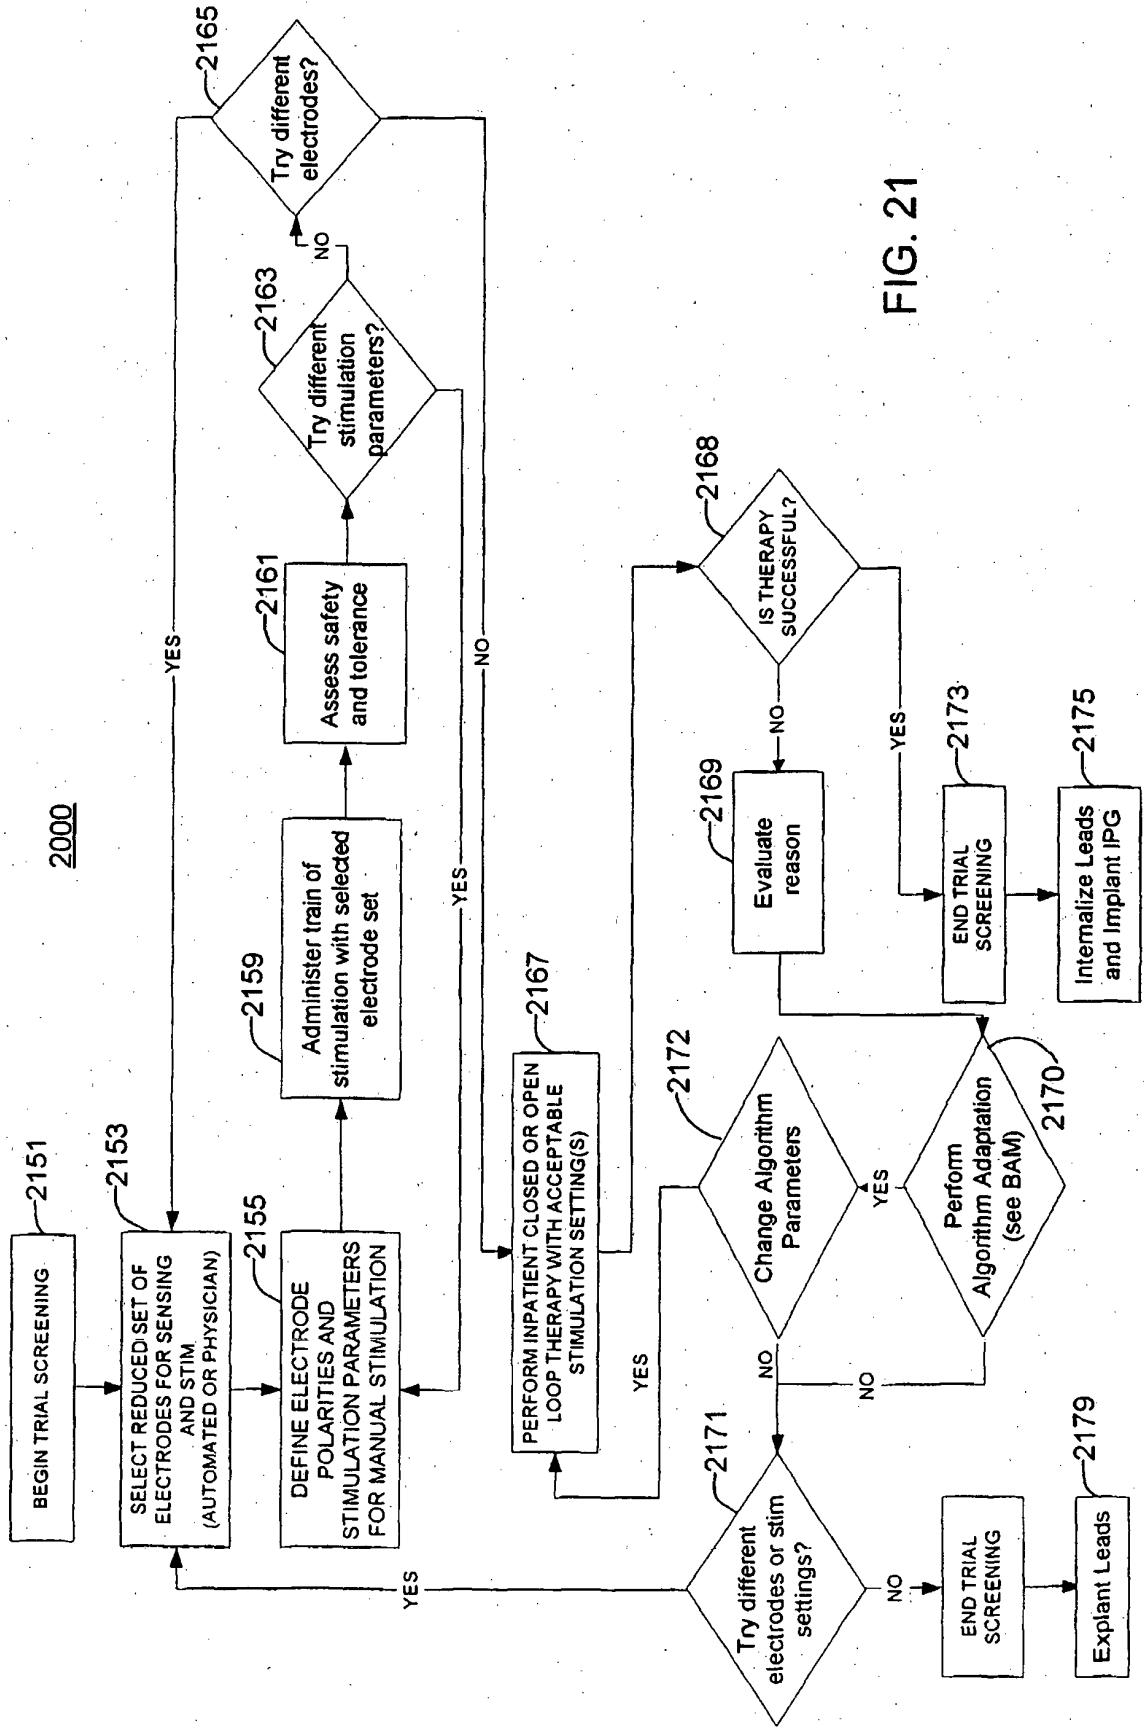 2000
BEGIN TRIAL SCREENING
2151
SELECT REDUCED SET OF
ELECTRODES FOR SENSING
AND STIM
(AUTOMATED OR PHYSICIAN)
2153
DEFINE ELECTRODE
POLARITIES AND
STIMULATION PARAMETERS
FOR MANUAL STIMULATION
2155
Administer train of
stimulation with selected
electrode set
2159
Assess safety
and tolerance
2161
Try different
stimulation
parameters?
2163
NO
YES
Try different
electrodes?
2165
YES
NO
PERFORM INPATIENT CLOSED OR OPEN
LOOP THERAPY WITH ACCEPTABLE
STIMULATION SETTING(S)
2167
IS THERAPY
SUCCESSFUL?
2168
NO
YES
Evaluate
reason
2169
END TRIAL
SCREENING
2173
Internalize Leads
and Implant IPG
2175
Perform
Algorithm Adaptation
(see BAM)
2170
YES
NO
Change Algorithm
Parameters
2172
YES
NO
Try different
electrodes or stim
settings?
2171
YES
NO
END TRIAL
SCREENING
Explant Leads
2179
FIG. 21